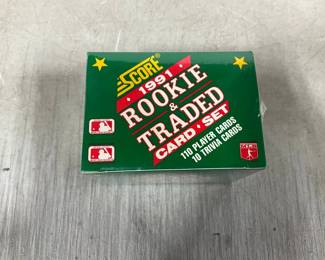 SCORE
1991
ROOKIE
&
TRADED
CARD • SET
110 PLAYER CARDS
10 TRIVIA CARDS